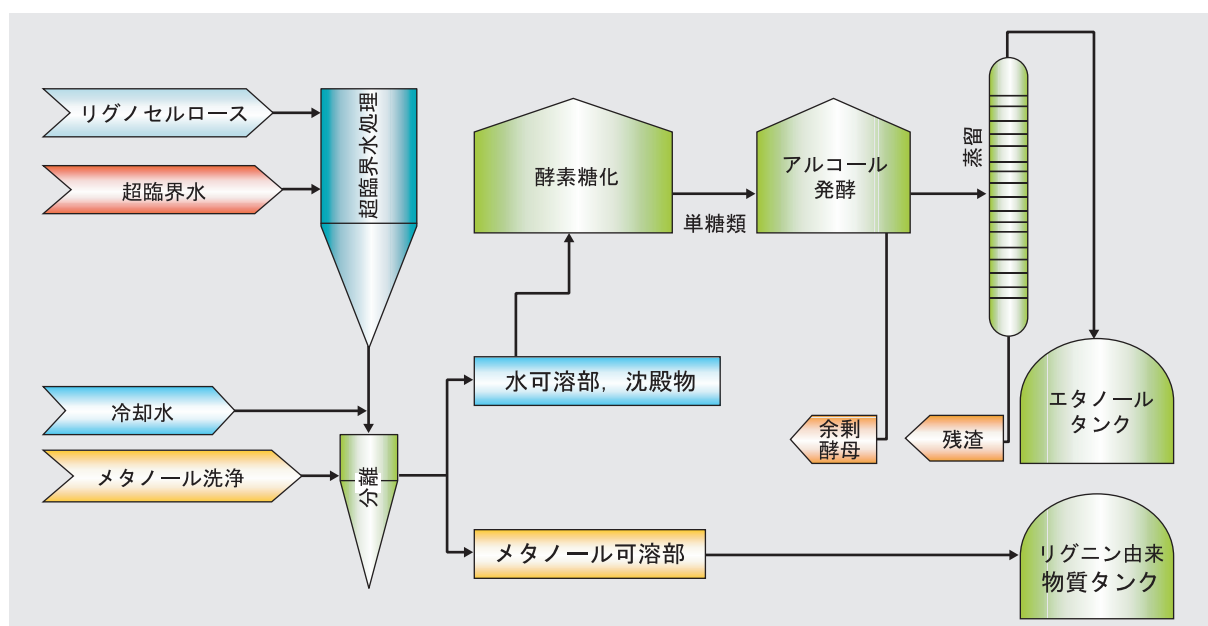 リグノセルロース
超臨界水
超臨界水処理
冷却水
メタノール洗浄
分離
水可溶部，沈殿物
メタノール可溶部
酵素糖化
単糖類
アルコール
発酵
余剰
酵母
蒸留
残渣
エタノール
タンク
リグニン由来
物質タンク